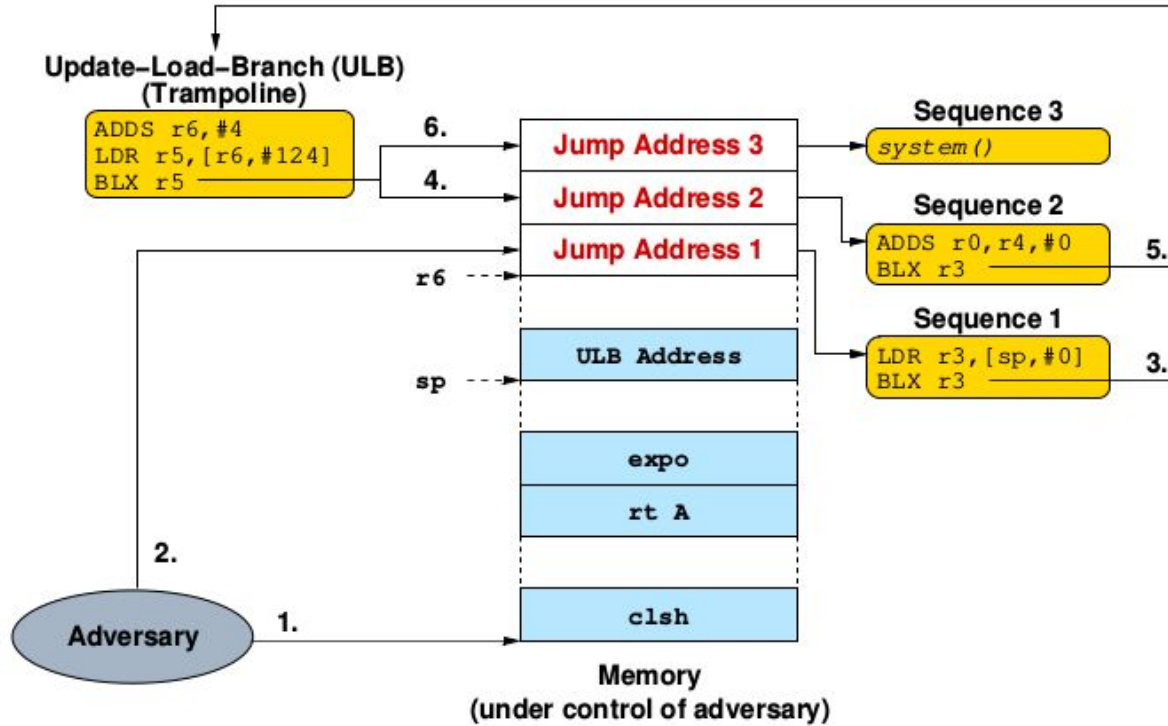 Update–Load–Branch (ULB)
(Trampoline)
ADDS r6,#4
LDR r5,[r6,#124]
BLX r5
6.
4.
Jump Address 3
Jump Address 2
Jump Address 1
r6
ULB Address
sp
expo
rt A
clsh
Memory
(under control of adversary)
Sequence 3
system()
Sequence 2
ADDS r0,r4,#0
BLX r3
5.
Sequence 1
LDR r3,[sp,#0]
BLX r3
3.
2.
Adversary
1.